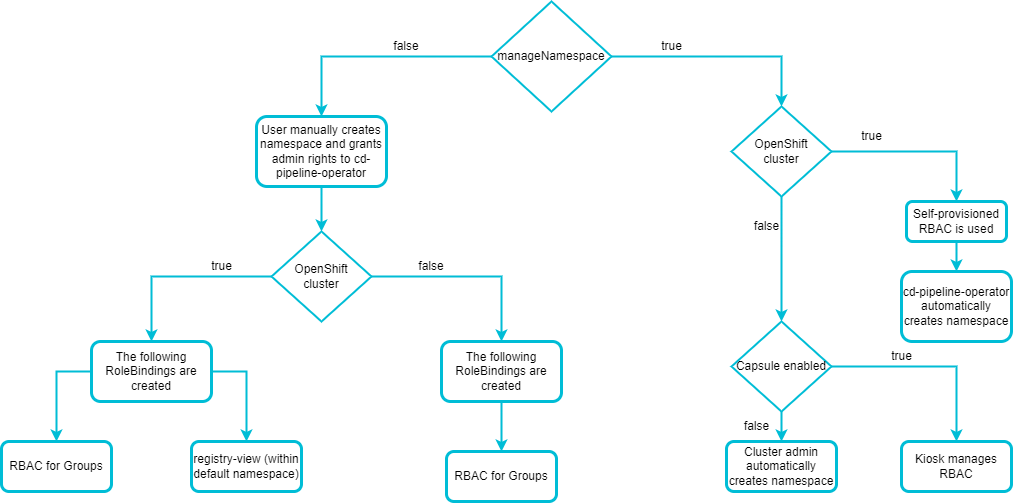 false
true
manageNamespace
User manually creates
namespace and grants
admin rights to cd-
pipeline-operator
true
OpenShift
cluster
false
Self-provisioned
RBAC is used
true
OpenShift
cluster
false
cd-pipeline-operator
automatically
creates namespace
The following
RoleBindings are
created
The following
RoleBindings are
created
Capsule enabled
true
false
RBAC for Groups
registry-view (within
default namespace)
RBAC for Groups
Cluster admin
automatically
creates namespace
Kiosk manages
RBAC